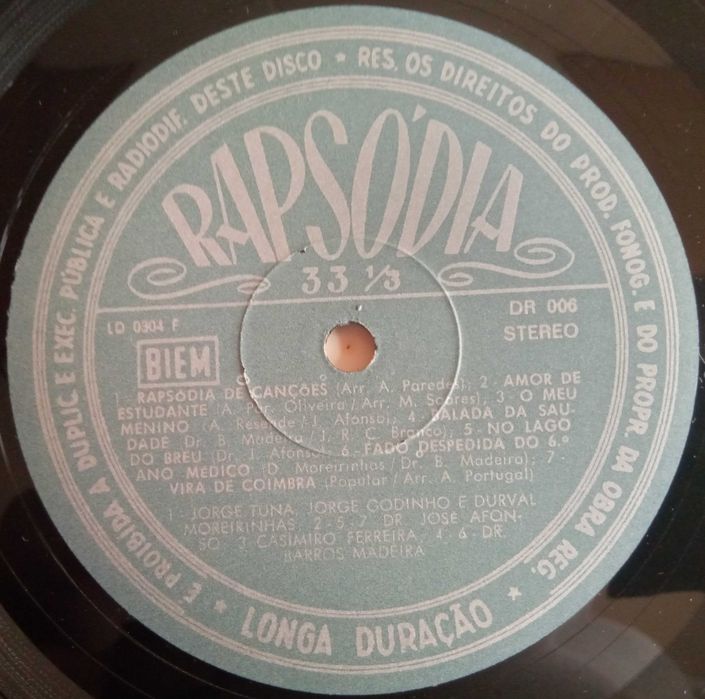 É PROIBIDA A DUPLIC. E EXEC. PÚBLICA E RADIODIF. DESTE DISCO * RES. OS DIREITOS DO PROD. FONOG. E DO PROPR. DA OBRA REG. *
RAPSÓDIA
33 1/3
LD 0304 F
DR 006
BIEM
STEREO
1 - RAPSÓDIA DE CANÇÕES (Arr. A. Paredes); 2 - AMOR DE
ESTUDANTE (A. P. Oliveira / Arr. M. Soares); 3 - O MEU
MENINO (A. Resende / J. Afonso); 4 - BALADA DA SAU-
DADE (Dr. B. Madeira / J. R. C. Branco); 5 - NO LAGO
DO BREU (Dr. J. Afonso); 6 - FADO DESPEDIDA DO 6.º
ANO MÉDICO (D. Moreirinhas / Dr. B. Madeira); 7 -
VIRA DE COIMBRA (Popular / Arr. A. Portugal)
1 - JORGE TUNA, JORGE GODINHO E DURVAL
MOREIRINHAS, 2 - 5 - 7 DR. JOSÉ AFON-
SO, 3 - CASIMIRO FERREIRA, 4 - 6 - DR.
BARROS MADEIRA
LONGA DURAÇÃO *